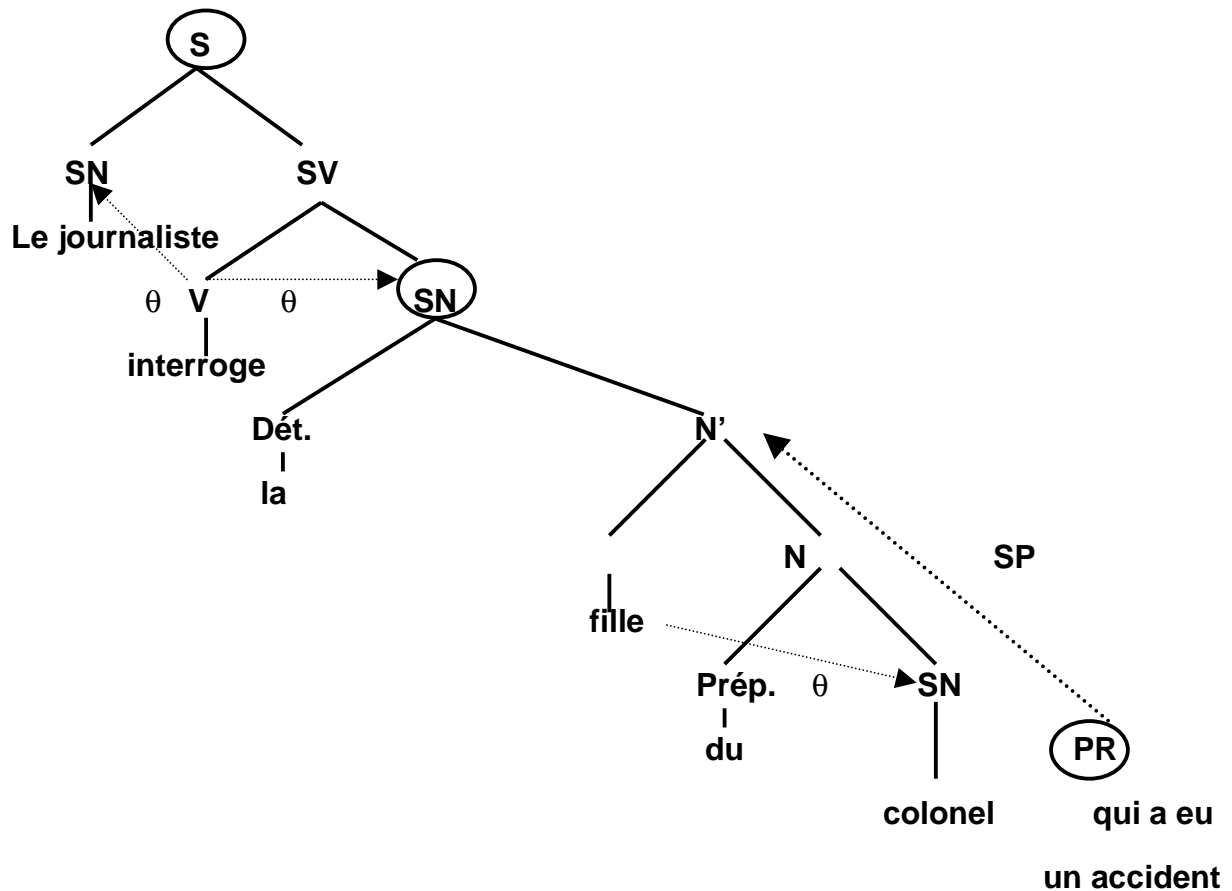 S
SN SV
Le journaliste
θ V θ SN
interroge
Dét. N’
la
N SP
fille
Prép. θ SN
du PR
colonel qui a eu
un accident